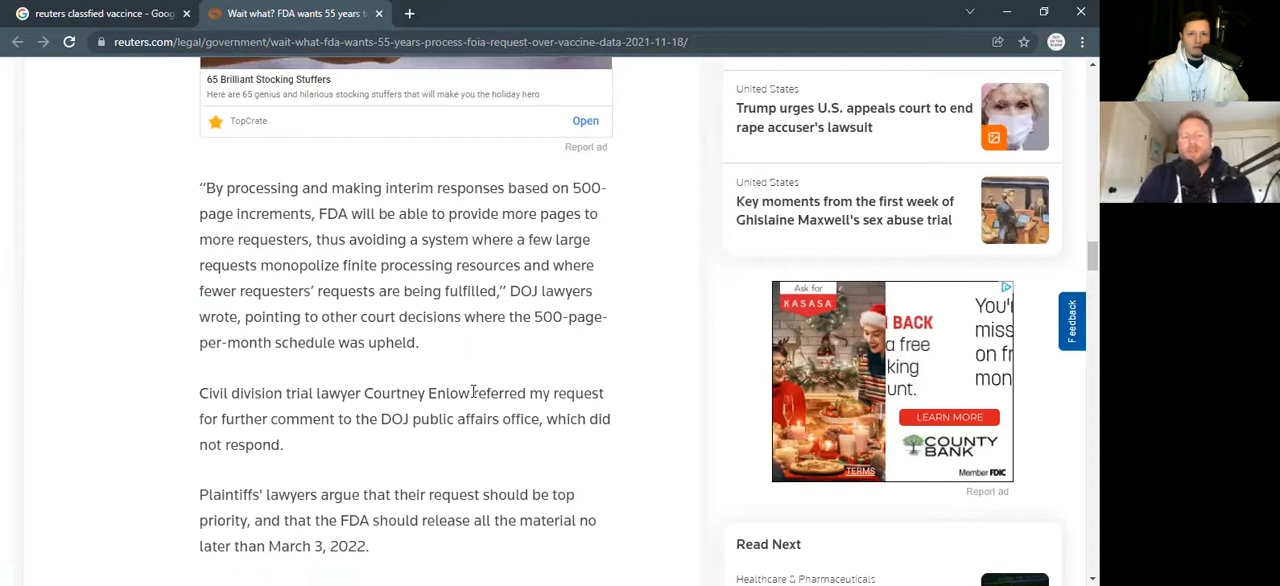 reuters classfied vaccince - Goog
Wait what? FDA wants 55 years t
reuters.com/legal/government/wait-what-fda-wants-55-years-process-foia-request-over-vaccine-data-2021-11-18/
65 Brilliant Stocking Stuffers
Here are 65 genius and hilarious stocking stuffers that will make you the holiday hero
TopCrate
Open
Report ad
“By processing and making interim responses based on 500-
page increments, FDA will be able to provide more pages to
more requesters, thus avoiding a system where a few large
requests monopolize finite processing resources and where
fewer requesters’ requests are being fulfilled,” DOJ lawyers
wrote, pointing to other court decisions where the 500-page-
per-month schedule was upheld.
Civil division trial lawyer Courtney Enlow referred my request
for further comment to the DOJ public affairs office, which did
not respond.
Plaintiffs' lawyers argue that their request should be top
priority, and that the FDA should release all the material no
later than March 3, 2022.
United States
Trump urges U.S. appeals court to end
rape accuser's lawsuit
United States
Key moments from the first week of
Ghislaine Maxwell's sex abuse trial
Ask for
KASASA
BACK
a free
king
unt.
You'
miss
on fr
mon
LEARN MORE
COUNTY
BANK
TERMS
Member FDIC
Report ad
Feedback
Read Next
Healthcare & Pharmaceuticals